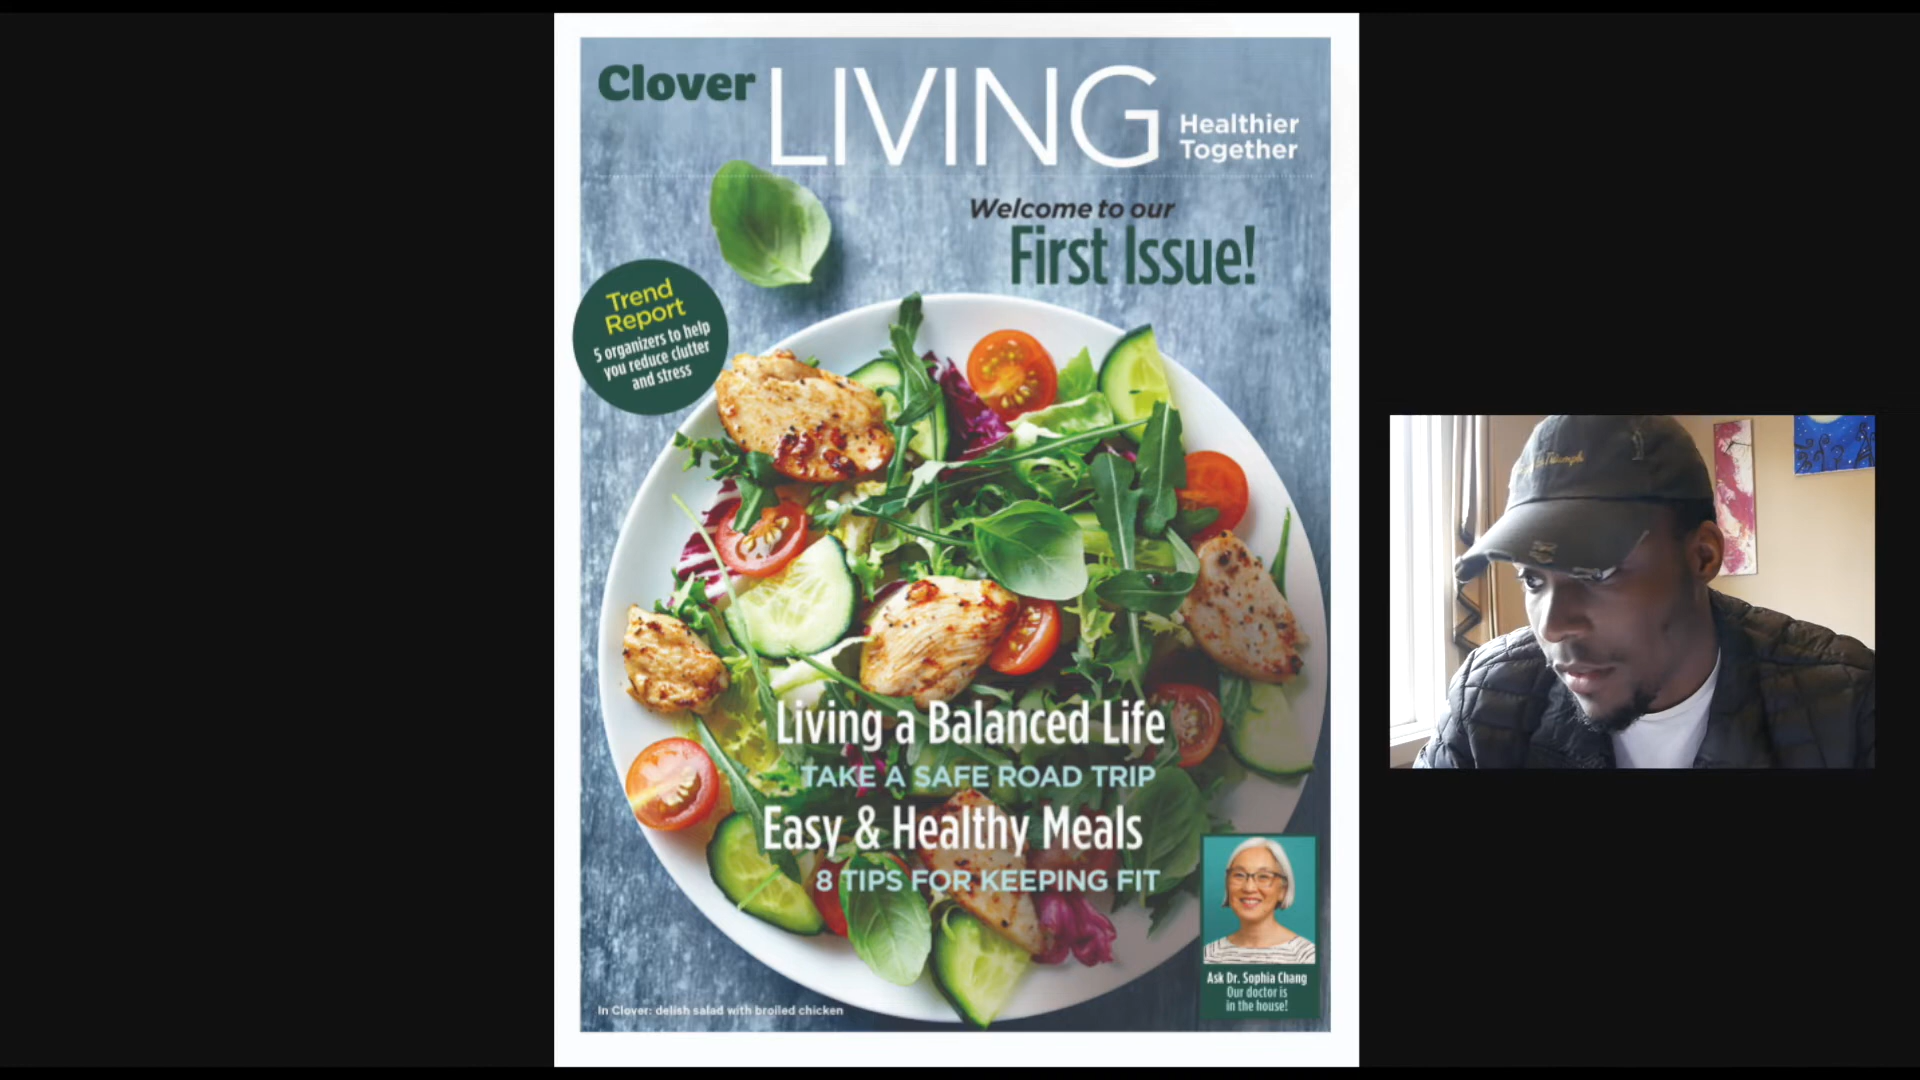 Clover LIVING
Healthier
Together
Welcome to our
First Issue!
Trend
Report
5 organizers to help
you reduce clutter
and stress
Living a Balanced Life
TAKE A SAFE ROAD TRIP
Easy & Healthy Meals
8 TIPS FOR KEEPING FIT
Ask Dr. Sophia Chang
Our doctor is
in the house!
In Clover: delish salad with broiled chicken